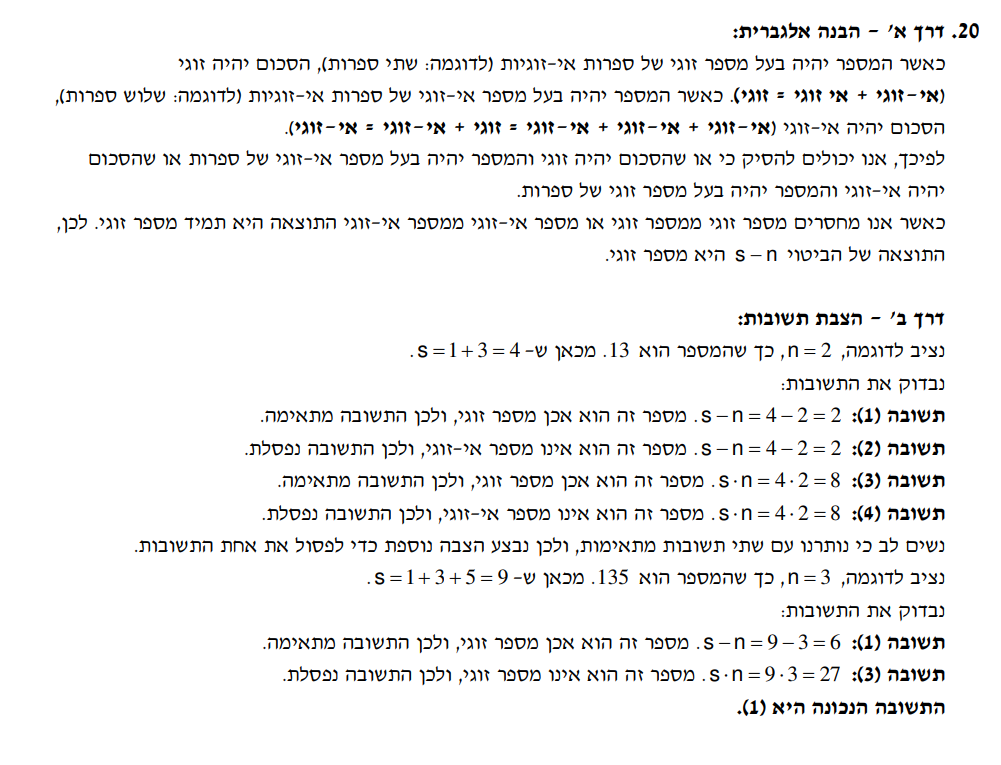 20. דרך א' – הבנה אלגברית:
כאשר המספר יהיה בעל מספר זוגי של ספרות אי-זוגיות (לדוגמה: שתי ספרות), הסכום יהיה זוגי
(אי-זוגי + אי זוגי = זוגי). כאשר המספר יהיה בעל מספר אי-זוגי של ספרות אי-זוגיות (לדוגמה: שלוש ספרות),
הסכום יהיה אי-זוגי (אי-זוגי + אי-זוגי + אי-זוגי = זוגי + אי-זוגי = אי-זוגי).
לפיכך, אנו יכולים להסיק כי או שהסכום יהיה זוגי והמספר יהיה בעל מספר אי-זוגי של ספרות או שהסכום
יהיה אי-זוגי והמספר יהיה בעל מספר זוגי של ספרות.
כאשר אנו מחסרים מספר זוגי ממספר זוגי או מספר אי-זוגי ממספר אי-זוגי התוצאה היא תמיד מספר זוגי. לכן,
התוצאה של הביטוי s – n היא מספר זוגי.
דרך ב' – הצבת תשובות:
נציב לדוגמה, n = 2, כך שהמספר הוא 13. מכאן ש- s = 1 + 3 = 4.
נבדוק את התשובות:
תשובה (1): s – n = 4 – 2 = 2. מספר זה הוא אכן מספר זוגי, ולכן התשובה מתאימה.
תשובה (2): s – n = 4 – 2 = 2. מספר זה הוא אינו מספר אי-זוגי, ולכן התשובה נפסלת.
תשובה (3): s · n = 4 · 2 = 8. מספר זה הוא אכן מספר זוגי, ולכן התשובה מתאימה.
תשובה (4): s · n = 4 · 2 = 8. מספר זה הוא אינו מספר אי-זוגי, ולכן התשובה נפסלת.
נשים לב כי נותרנו עם שתי תשובות מתאימות, ולכן נבצע הצבה נוספת כדי לפסול את אחת התשובות.
נציב לדוגמה, n = 3, כך שהמספר הוא 135. מכאן ש- s = 1 + 3 + 5 = 9.
נבדוק את התשובות:
תשובה (1): s – n = 9 – 3 = 6. מספר זה הוא אכן מספר זוגי, ולכן התשובה מתאימה.
תשובה (3): s · n = 9 · 3 = 27. מספר זה הוא אינו מספר זוגי, ולכן התשובה נפסלת.
התשובה הנכונה היא (1).